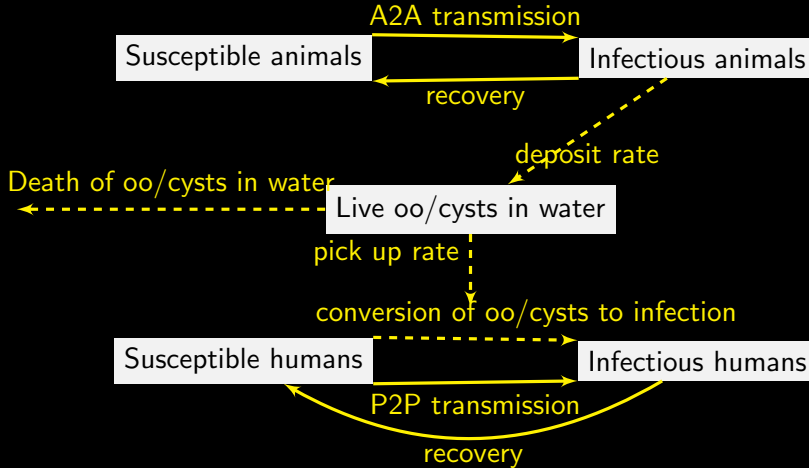 A2A transmission
Susceptible animals
Infectious animals
recovery
deposit rate
Death of oo/cysts in water
Live oo/cysts in water
pick up rate
conversion of oo/cysts to infection
Susceptible humans
Infectious humans
P2P transmission
recovery